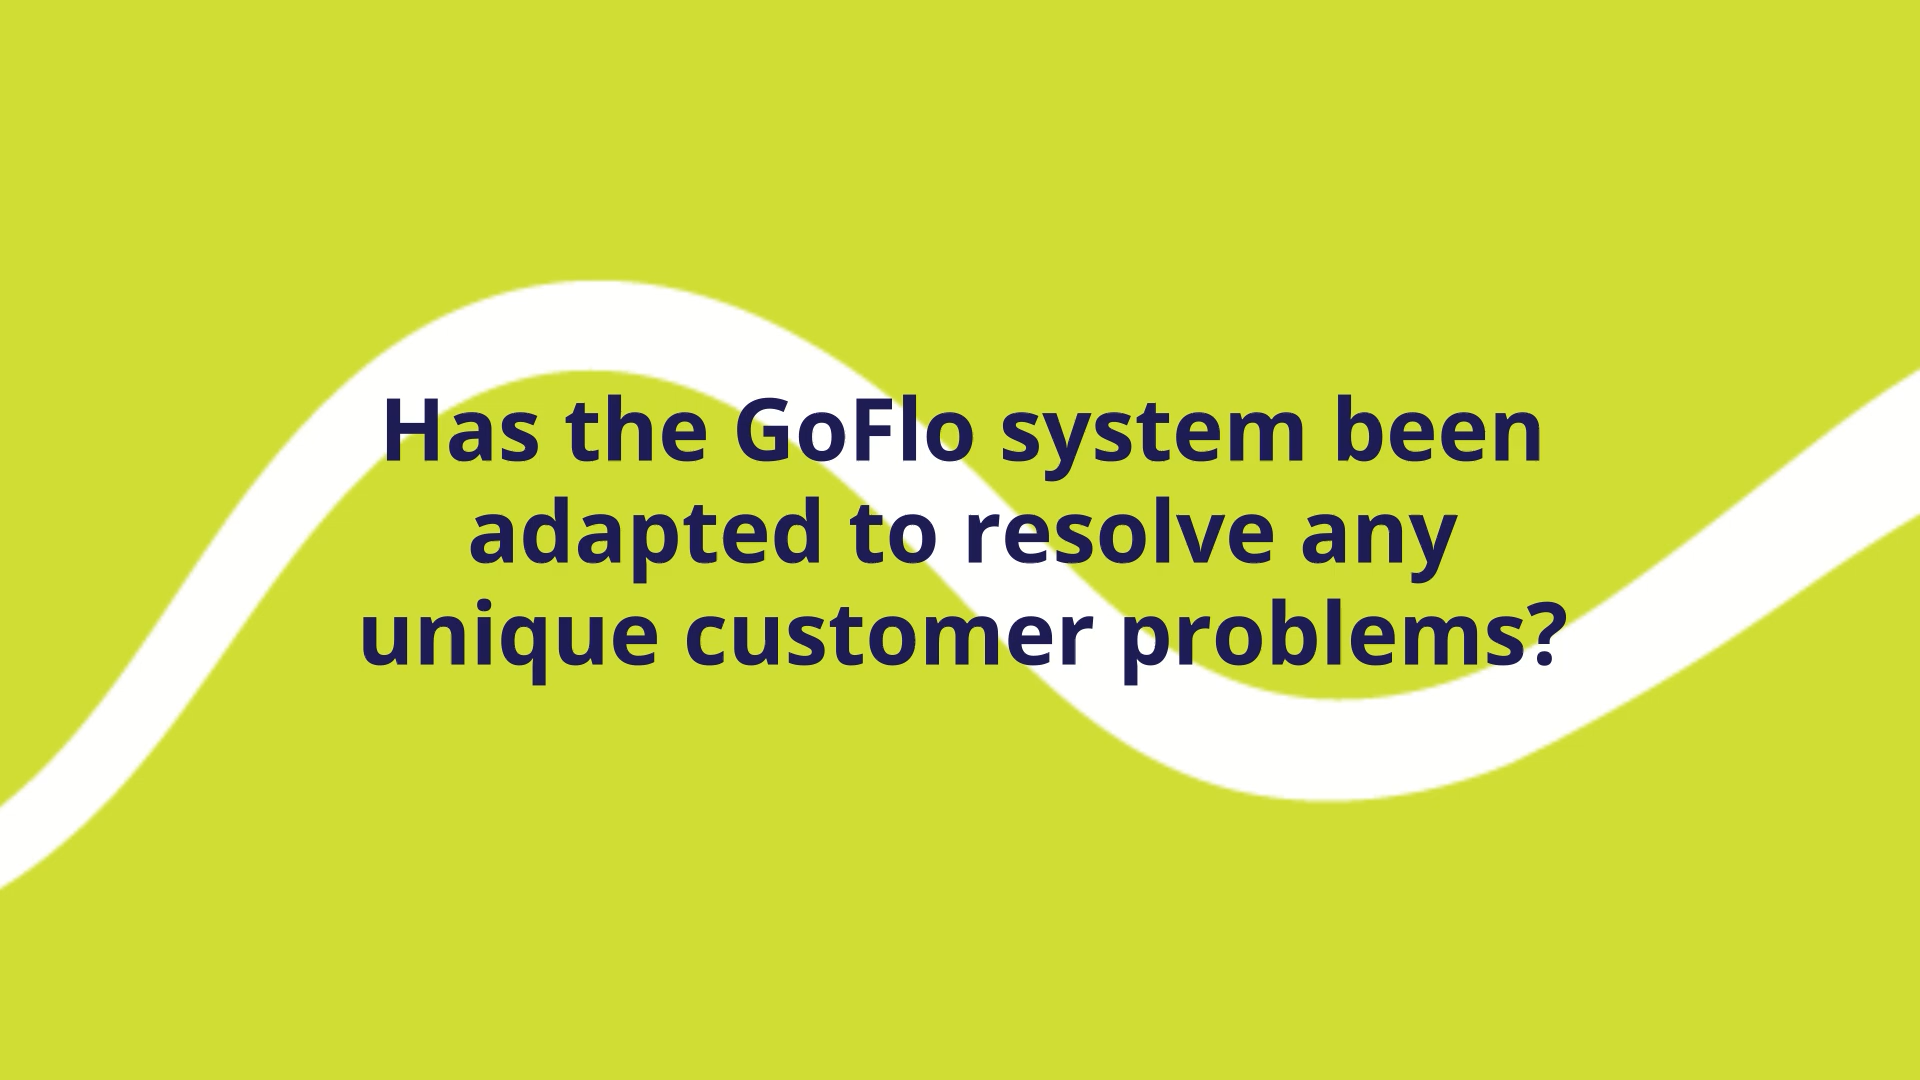 Has the GoFlo system been
adapted to resolve any
unique customer problems?